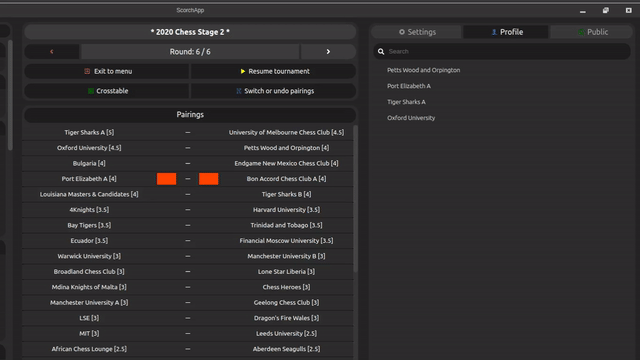 ScorchApp
* 2020 Chess Stage 2 *
< Round: 6 / 6 >
Exit to menu Resume tournament
Crosstable Switch or undo pairings
Pairings
Tiger Sharks A [5] — University of Melbourne Chess Club [4.5]
Oxford University [4.5] — Petts Wood and Orpington [4]
Bulgaria [4] — Endgame New Mexico Chess Club [4]
Port Elizabeth A [4] — Bon Accord Chess Club A [4]
Louisiana Masters & Candidates [4] — Tiger Sharks B [4]
4Knights [3.5] — Harvard University [3.5]
Bay Tigers [3.5] — Trinidad and Tobago [3.5]
Ecuador [3.5] — Financial Moscow University [3.5]
Warwick University [3] — Manchester University B [3]
Broadland Chess Club [3] — Lone Star Liberia [3]
Mdina Knights of Malta [3] — Chess Heroes [3]
Manchester University A [3] — Geelong Chess Club [3]
LSE [3] — Dragon's Fire Wales [3]
MIT [3] — Leeds University [2.5]
African Chess Lounge [2.5] — Aberdeen Seagulls [2.5]
Settings Profile Public
Search
Petts Wood and Orpington
Port Elizabeth A
Tiger Sharks A
Oxford University